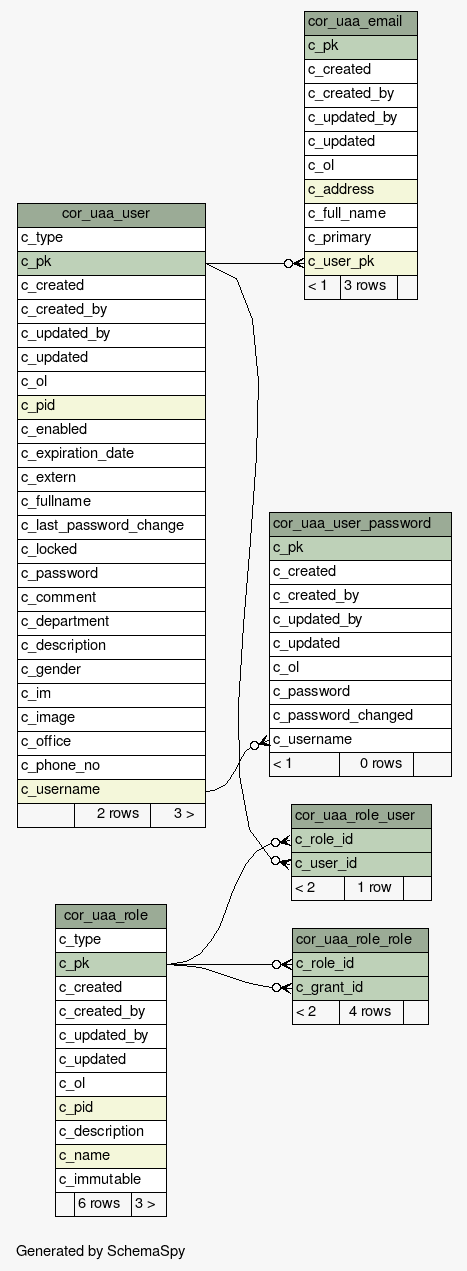 cor_uaa_email
c_pk
c_created
c_created_by
c_updated_by
c_updated
c_ol
c_address
c_full_name
c_primary
c_user_pk
< 1 3 rows
cor_uaa_user
c_type
c_pk
c_created
c_created_by
c_updated_by
c_updated
c_ol
c_pid
c_enabled
c_expiration_date
c_extern
c_fullname
c_last_password_change
c_locked
c_password
c_comment
c_department
c_description
c_gender
c_im
c_image
c_office
c_phone_no
c_username
2 rows 3 >
cor_uaa_user_password
c_pk
c_created
c_created_by
c_updated_by
c_updated
c_ol
c_password
c_password_changed
c_username
< 1 0 rows
cor_uaa_role_user
c_role_id
c_user_id
< 2 1 row
cor_uaa_role
c_type
c_pk
c_created
c_created_by
c_updated_by
c_updated
c_ol
c_pid
c_description
c_name
c_immutable
6 rows 3 >
cor_uaa_role_role
c_role_id
c_grant_id
< 2 4 rows
Generated by SchemaSpy